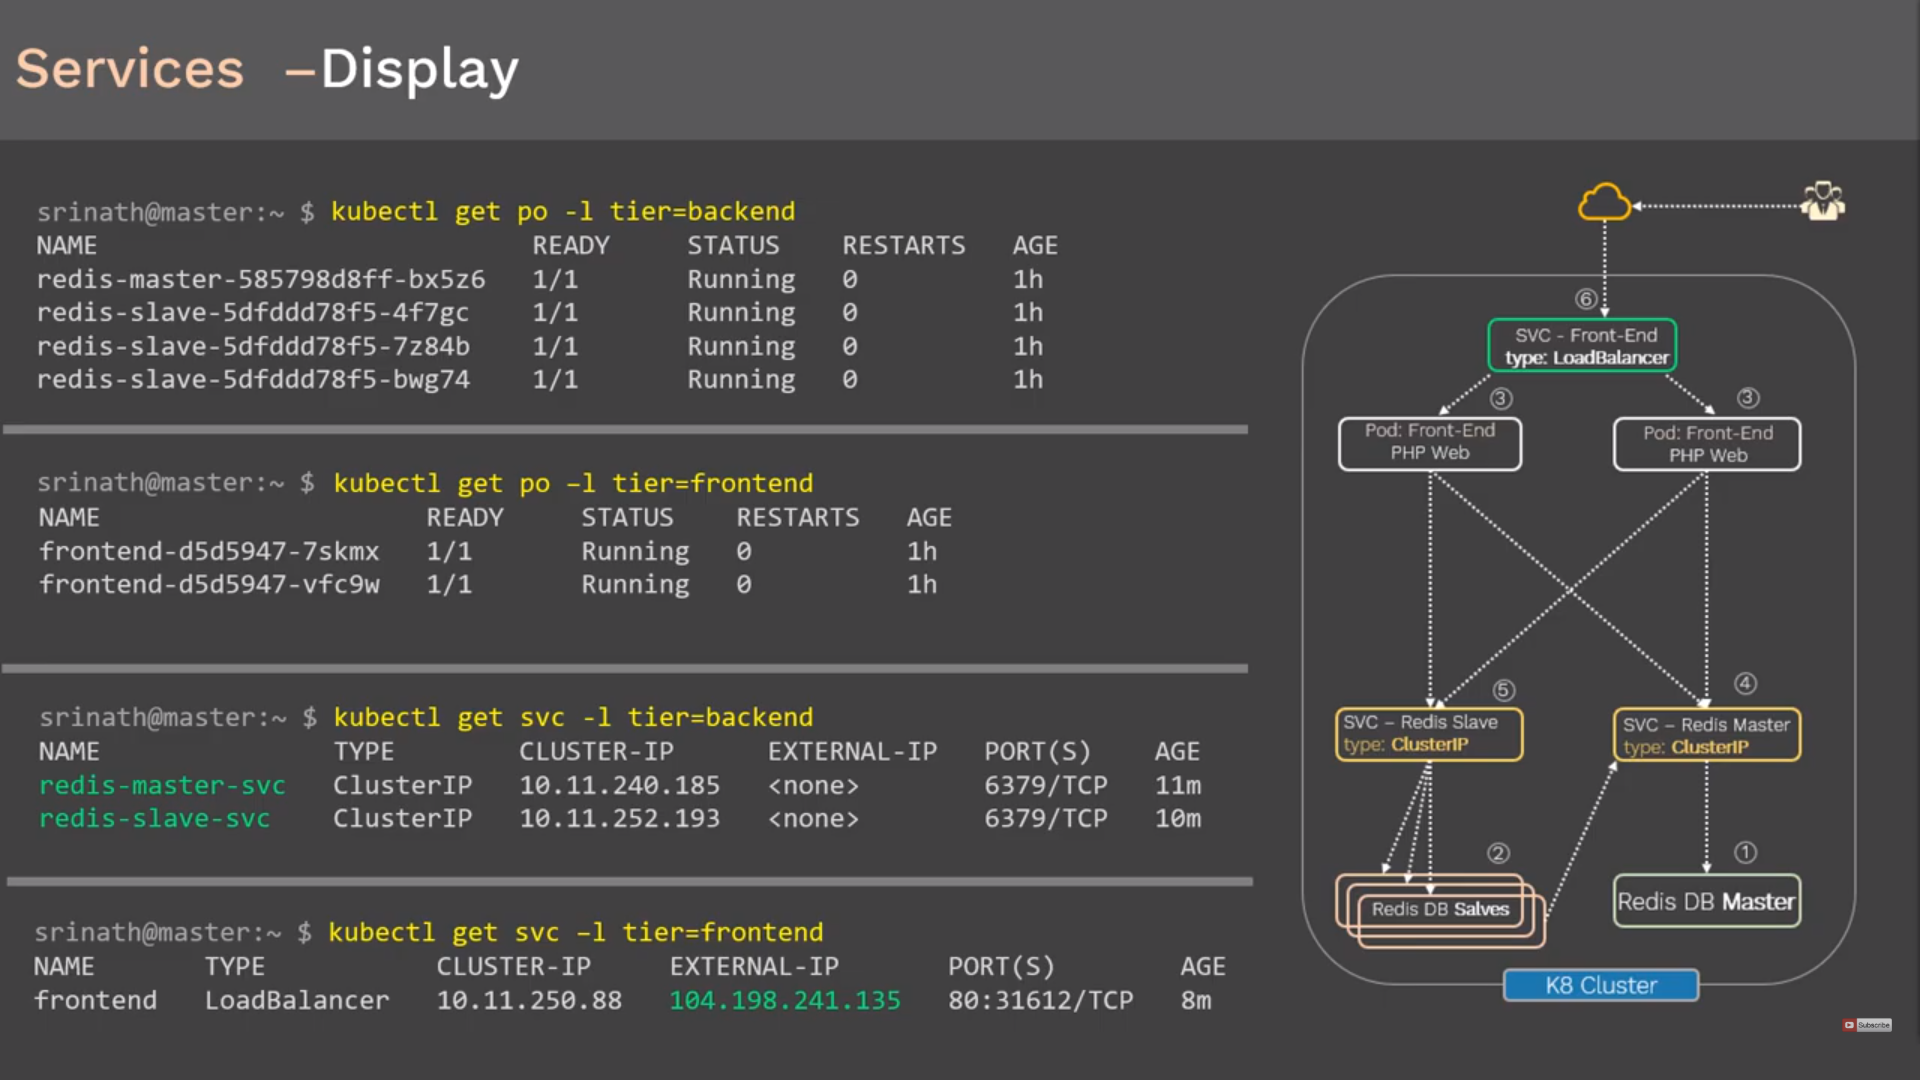 Services –Display
srinath@master:~ $ kubectl get po -l tier=backend
NAME READY STATUS RESTARTS AGE
redis-master-585798d8ff-bx5z6 1/1 Running 0 1h
redis-slave-5dfddd78f5-4f7gc 1/1 Running 0 1h
redis-slave-5dfddd78f5-7z84b 1/1 Running 0 1h
redis-slave-5dfddd78f5-bwg74 1/1 Running 0 1h
srinath@master:~ $ kubectl get po –l tier=frontend
NAME READY STATUS RESTARTS AGE
frontend-d5d5947-7skmx 1/1 Running 0 1h
frontend-d5d5947-vfc9w 1/1 Running 0 1h
srinath@master:~ $ kubectl get svc -l tier=backend
NAME TYPE CLUSTER-IP EXTERNAL-IP PORT(S) AGE
redis-master-svc ClusterIP 10.11.240.185 <none> 6379/TCP 11m
redis-slave-svc ClusterIP 10.11.252.193 <none> 6379/TCP 10m
srinath@master:~ $ kubectl get svc –l tier=frontend
NAME TYPE CLUSTER-IP EXTERNAL-IP PORT(S) AGE
frontend LoadBalancer 10.11.250.88 104.198.241.135 80:31612/TCP 8m
⑥
SVC - Front-End
type: LoadBalancer
③
Pod: Front-End
PHP Web
③
Pod: Front-End
PHP Web
⑤
SVC – Redis Slave
type: ClusterIP
④
SVC – Redis Master
type: ClusterIP
②
Redis DB Salves
①
Redis DB Master
K8 Cluster
Subscribe